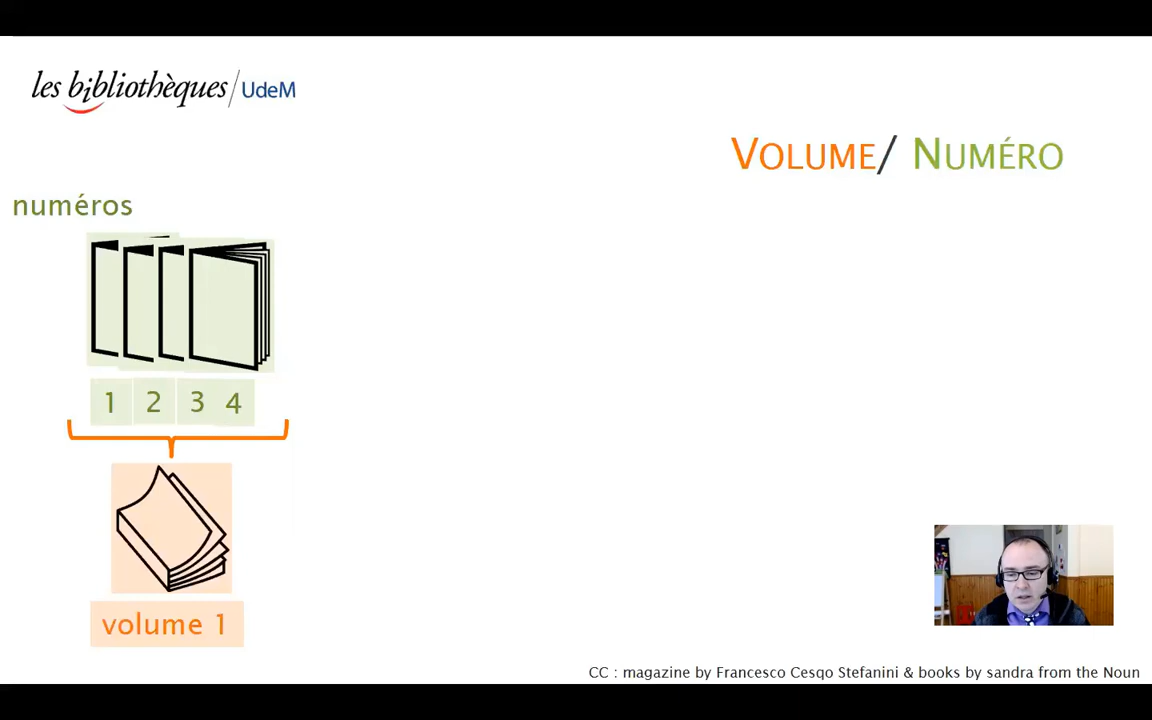 les bibliothèques/UdeM
Volume/ Numéro
numéros
1 2 3 4
volume 1
CC : magazine by Francesco Cesqo Stefanini & books by sandra from the Noun